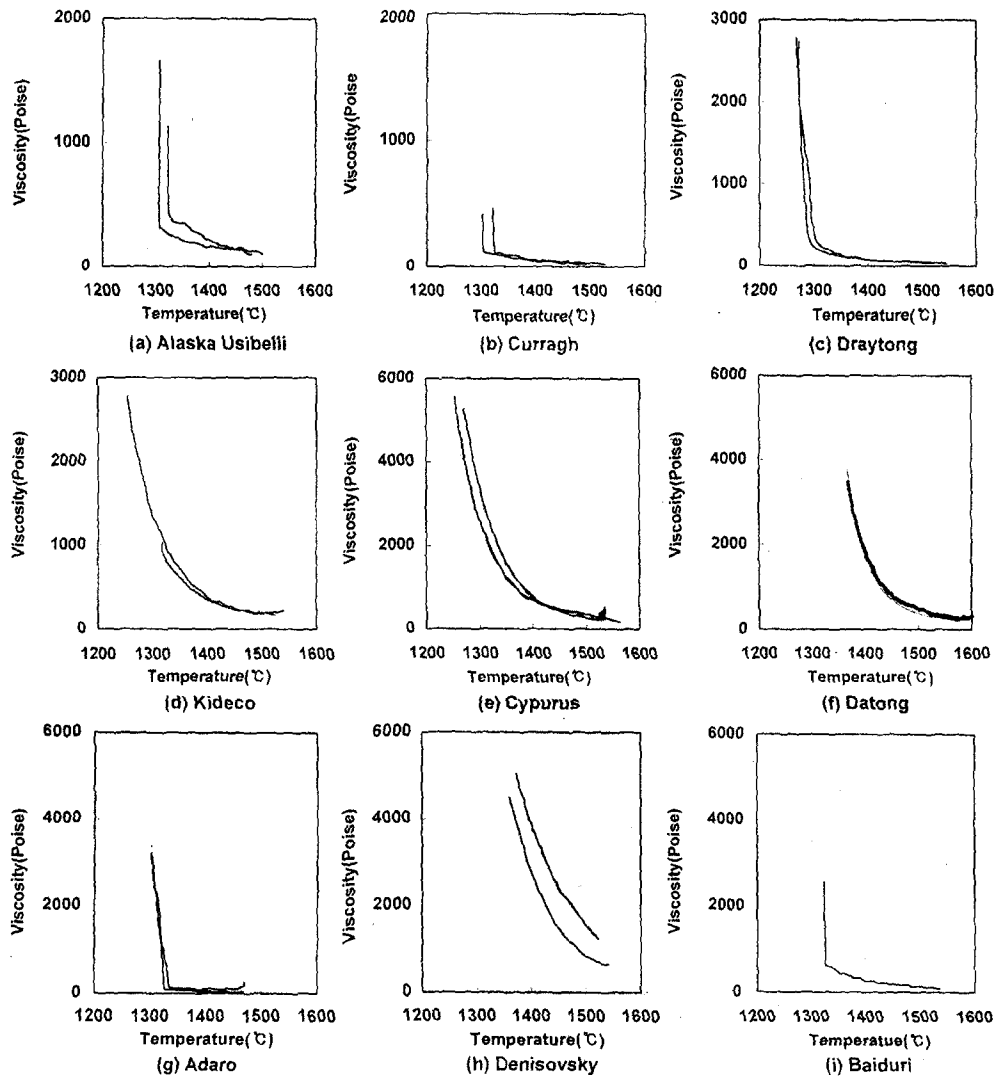 2000
1000
0
Viscosity(Poise)
1200 1300 1400 1500 1600
Temperature(℃)
(a) Alaska Usibelli
2000
1000
0
Viscosity(Poise
1200 1300 1400 1500 1600
Temperature(℃)
(b) Curragh
3000
2000
1000
0
Viscosity(Poise)
1200 1300 1400 1500 1600
Temperature(℃)
(c) Draytong
3000
2000
1000
0
Viscosity(Poise)
1200 1300 1400 1500 1600
Temperature(℃)
(d) Kideco
6000
4000
2000
0
Viscosity(Poise)
1200 1300 1400 1500 1600
Temperature(℃)
(e) Cypurus
6000
4000
2000
0
Viscosity(Poise)
1200 1300 1400 1500 1600
Temperature(℃)
(f) Datong
6000
4000
2000
0
Viscosity(Poise)
1200 1300 1400 1500 1600
Temperature(℃)
(g) Adaro
6000
4000
2000
0
Viscosity(Poise)
1200 1300 1400 1500 1600
Temperature(℃)
(h) Denisovsky
6000
4000
2000
0
Viscosity(Poise)
1200 1300 1400 1500 1600
Temperatue(℃)
(i) Baiduri